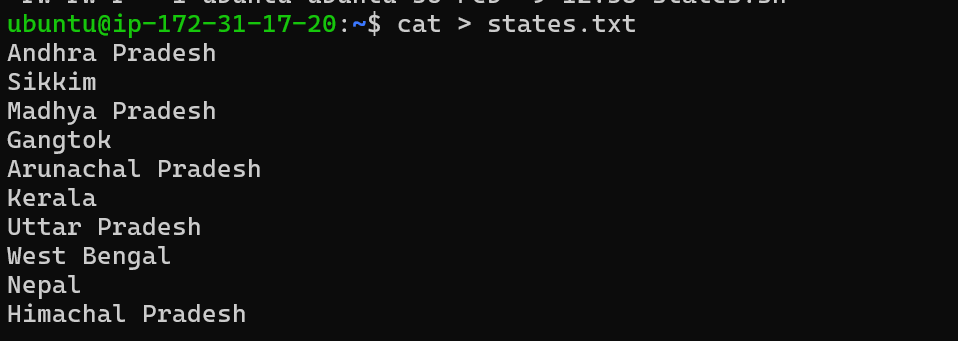 ubuntu@ip-172-31-17-20:~$ cat > states.txt
Andhra Pradesh
Sikkim
Madhya Pradesh
Gangtok
Arunachal Pradesh
Kerala
Uttar Pradesh
West Bengal
Nepal
Himachal Pradesh